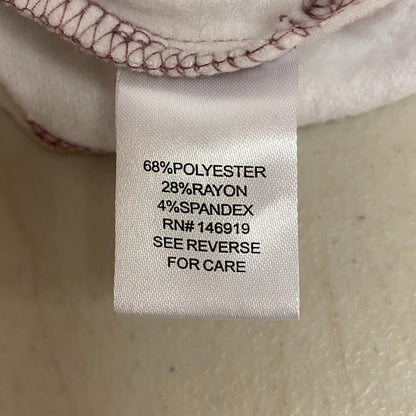 68%POLYESTER
28%RAYON
4%SPANDEX
RN# 146919
SEE REVERSE
FOR CARE